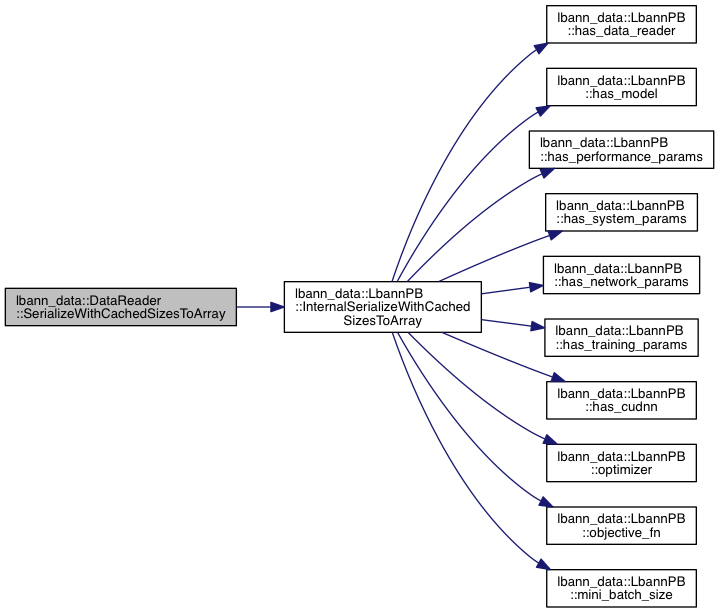 lbann_data::DataReader
::SerializeWithCachedSizesToArray
lbann_data::LbannPB
::InternalSerializeWithCached
SizesToArray
lbann_data::LbannPB
::has_data_reader
lbann_data::LbannPB
::has_model
lbann_data::LbannPB
::has_performance_params
lbann_data::LbannPB
::has_system_params
lbann_data::LbannPB
::has_network_params
lbann_data::LbannPB
::has_training_params
lbann_data::LbannPB
::has_cudnn
lbann_data::LbannPB
::optimizer
lbann_data::LbannPB
::objective_fn
lbann_data::LbannPB
::mini_batch_size